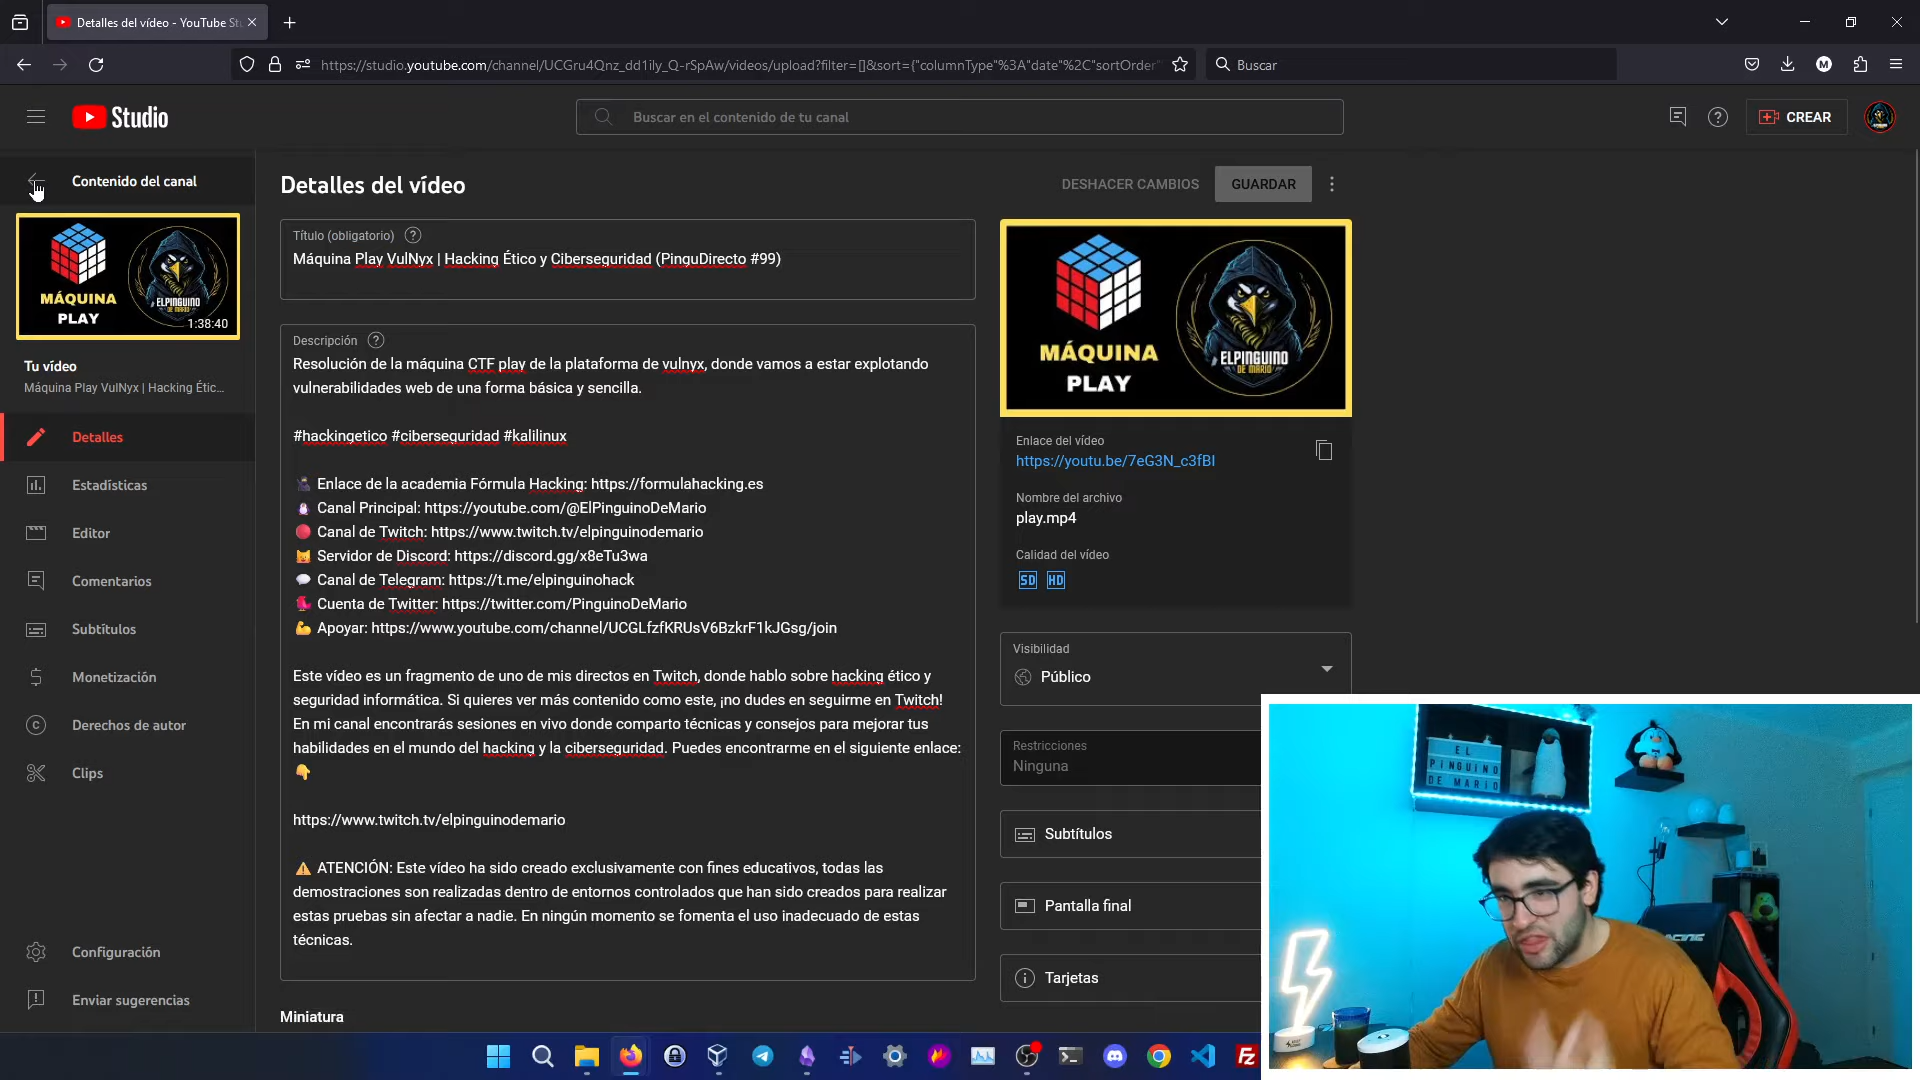 Detalles del vídeo - YouTube St
https://studio.youtube.com/channel/UCGru4Qnz_dd1ily_Q-rSpAw/videos/upload?filter=[]&sort={"columnType"%3A"date"%2C"sortOrder"
Buscar
M
Studio
Buscar en el contenido de tu canal
CREAR
Contenido del canal
MÁQUINA
PLAY
ELPINGUINO
DE MARIO
1:38:40
Tu vídeo
Máquina Play VulNyx | Hacking Étic...
Detalles
Estadísticas
Editor
Comentarios
Subtítulos
Monetización
Derechos de autor
Clips
Configuración
Enviar sugerencias
Detalles del vídeo
DESHACER CAMBIOS
GUARDAR
Título (obligatorio)
Máquina Play VulNyx | Hacking Ético y Ciberseguridad (PinguDirecto #99)
Descripción
Resolución de la máquina CTF play de la plataforma de vulnyx, donde vamos a estar explotando
vulnerabilidades web de una forma básica y sencilla.
#hackingetico #ciberseguridad #kalilinux
🥷 Enlace de la academia Fórmula Hacking: https://formulahacking.es
🐧 Canal Principal: https://youtube.com/@ElPinguinoDeMario
🔴 Canal de Twitch: https://www.twitch.tv/elpinguinodemario
😸 Servidor de Discord: https://discord.gg/x8eTu3wa
💬 Canal de Telegram: https://t.me/elpinguinohack
🐦 Cuenta de Twitter: https://twitter.com/PinguinoDeMario
💪 Apoyar: https://www.youtube.com/channel/UCGLfzfKRUsV6BzkrF1kJGsg/join
Este vídeo es un fragmento de uno de mis directos en Twitch, donde hablo sobre hacking ético y
seguridad informática. Si quieres ver más contenido como este, ¡no dudes en seguirme en Twitch!
En mi canal encontrarás sesiones en vivo donde comparto técnicas y consejos para mejorar tus
habilidades en el mundo del hacking y la ciberseguridad. Puedes encontrarme en el siguiente enlace:
👇
https://www.twitch.tv/elpinguinodemario
⚠️ ATENCIÓN: Este vídeo ha sido creado exclusivamente con fines educativos, todas las
demostraciones son realizadas dentro de entornos controlados que han sido creados para realizar
estas pruebas sin afectar a nadie. En ningún momento se fomenta el uso inadecuado de estas
técnicas.
Miniatura
MÁQUINA
PLAY
ELPINGUINO
DE MARIO
Enlace del vídeo
https://youtu.be/7eG3N_c3fBI
Nombre del archivo
play.mp4
Calidad del vídeo
SD HD
Visibilidad
Público
Restricciones
Ninguna
Subtítulos
Pantalla final
Tarjetas
EL
PINGUINO
DE MARIO
Fz